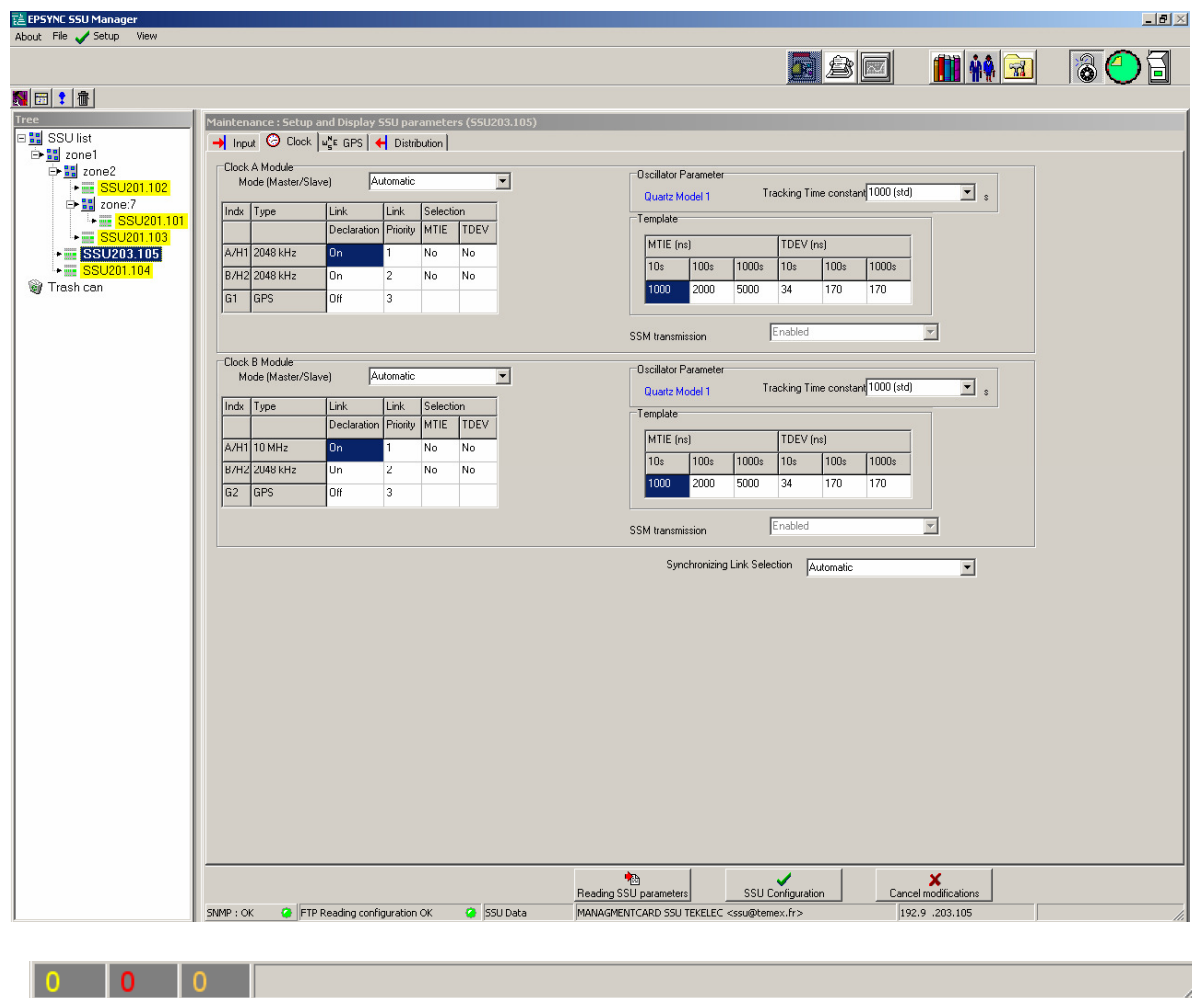 EPSYNC SSU Manager
About File Setup View
Tree
SSU list
zone1
zone2
SSU201.102
zone:7
SSU201.101
SSU201.103
SSU203.105
SSU201.104
Trash can
Maintenance : Setup and Display SSU parameters (SSU203.105)
Input Clock GPS Distribution
Clock A Module
Mode (Master/Slave) Automatic
Indx Type Link Link Selection
Declaration Priority MTIE TDEV
A/H1 2048 kHz On 1 No No
B/H2 2048 kHz On 2 No No
G1 GPS Off 3
Oscillator Parameter
Quartz Model 1 Tracking Time constant 1000 (std) s
Template
MTIE (ns) TDEV (ns)
10s 100s 1000s 10s 100s 1000s
1000 2000 5000 34 170 170
SSM transmission Enabled
Clock B Module
Mode (Master/Slave) Automatic
Indx Type Link Link Selection
Declaration Priority MTIE TDEV
A/H1 10 MHz On 1 No No
B/H2 2048 kHz On 2 No No
G2 GPS Off 3
Oscillator Parameter
Quartz Model 1 Tracking Time constant 1000 (std) s
Template
MTIE (ns) TDEV (ns)
10s 100s 1000s 10s 100s 1000s
1000 2000 5000 34 170 170
SSM transmission Enabled
Synchronizing Link Selection Automatic
Reading SSU parameters SSU Configuration Cancel modifications
SNMP : OK FTP Reading configuration OK SSU Data MANAGMENTCARD SSU TEKELEC <ssu@temex.fr> 192.9 .203.105
0 0 0